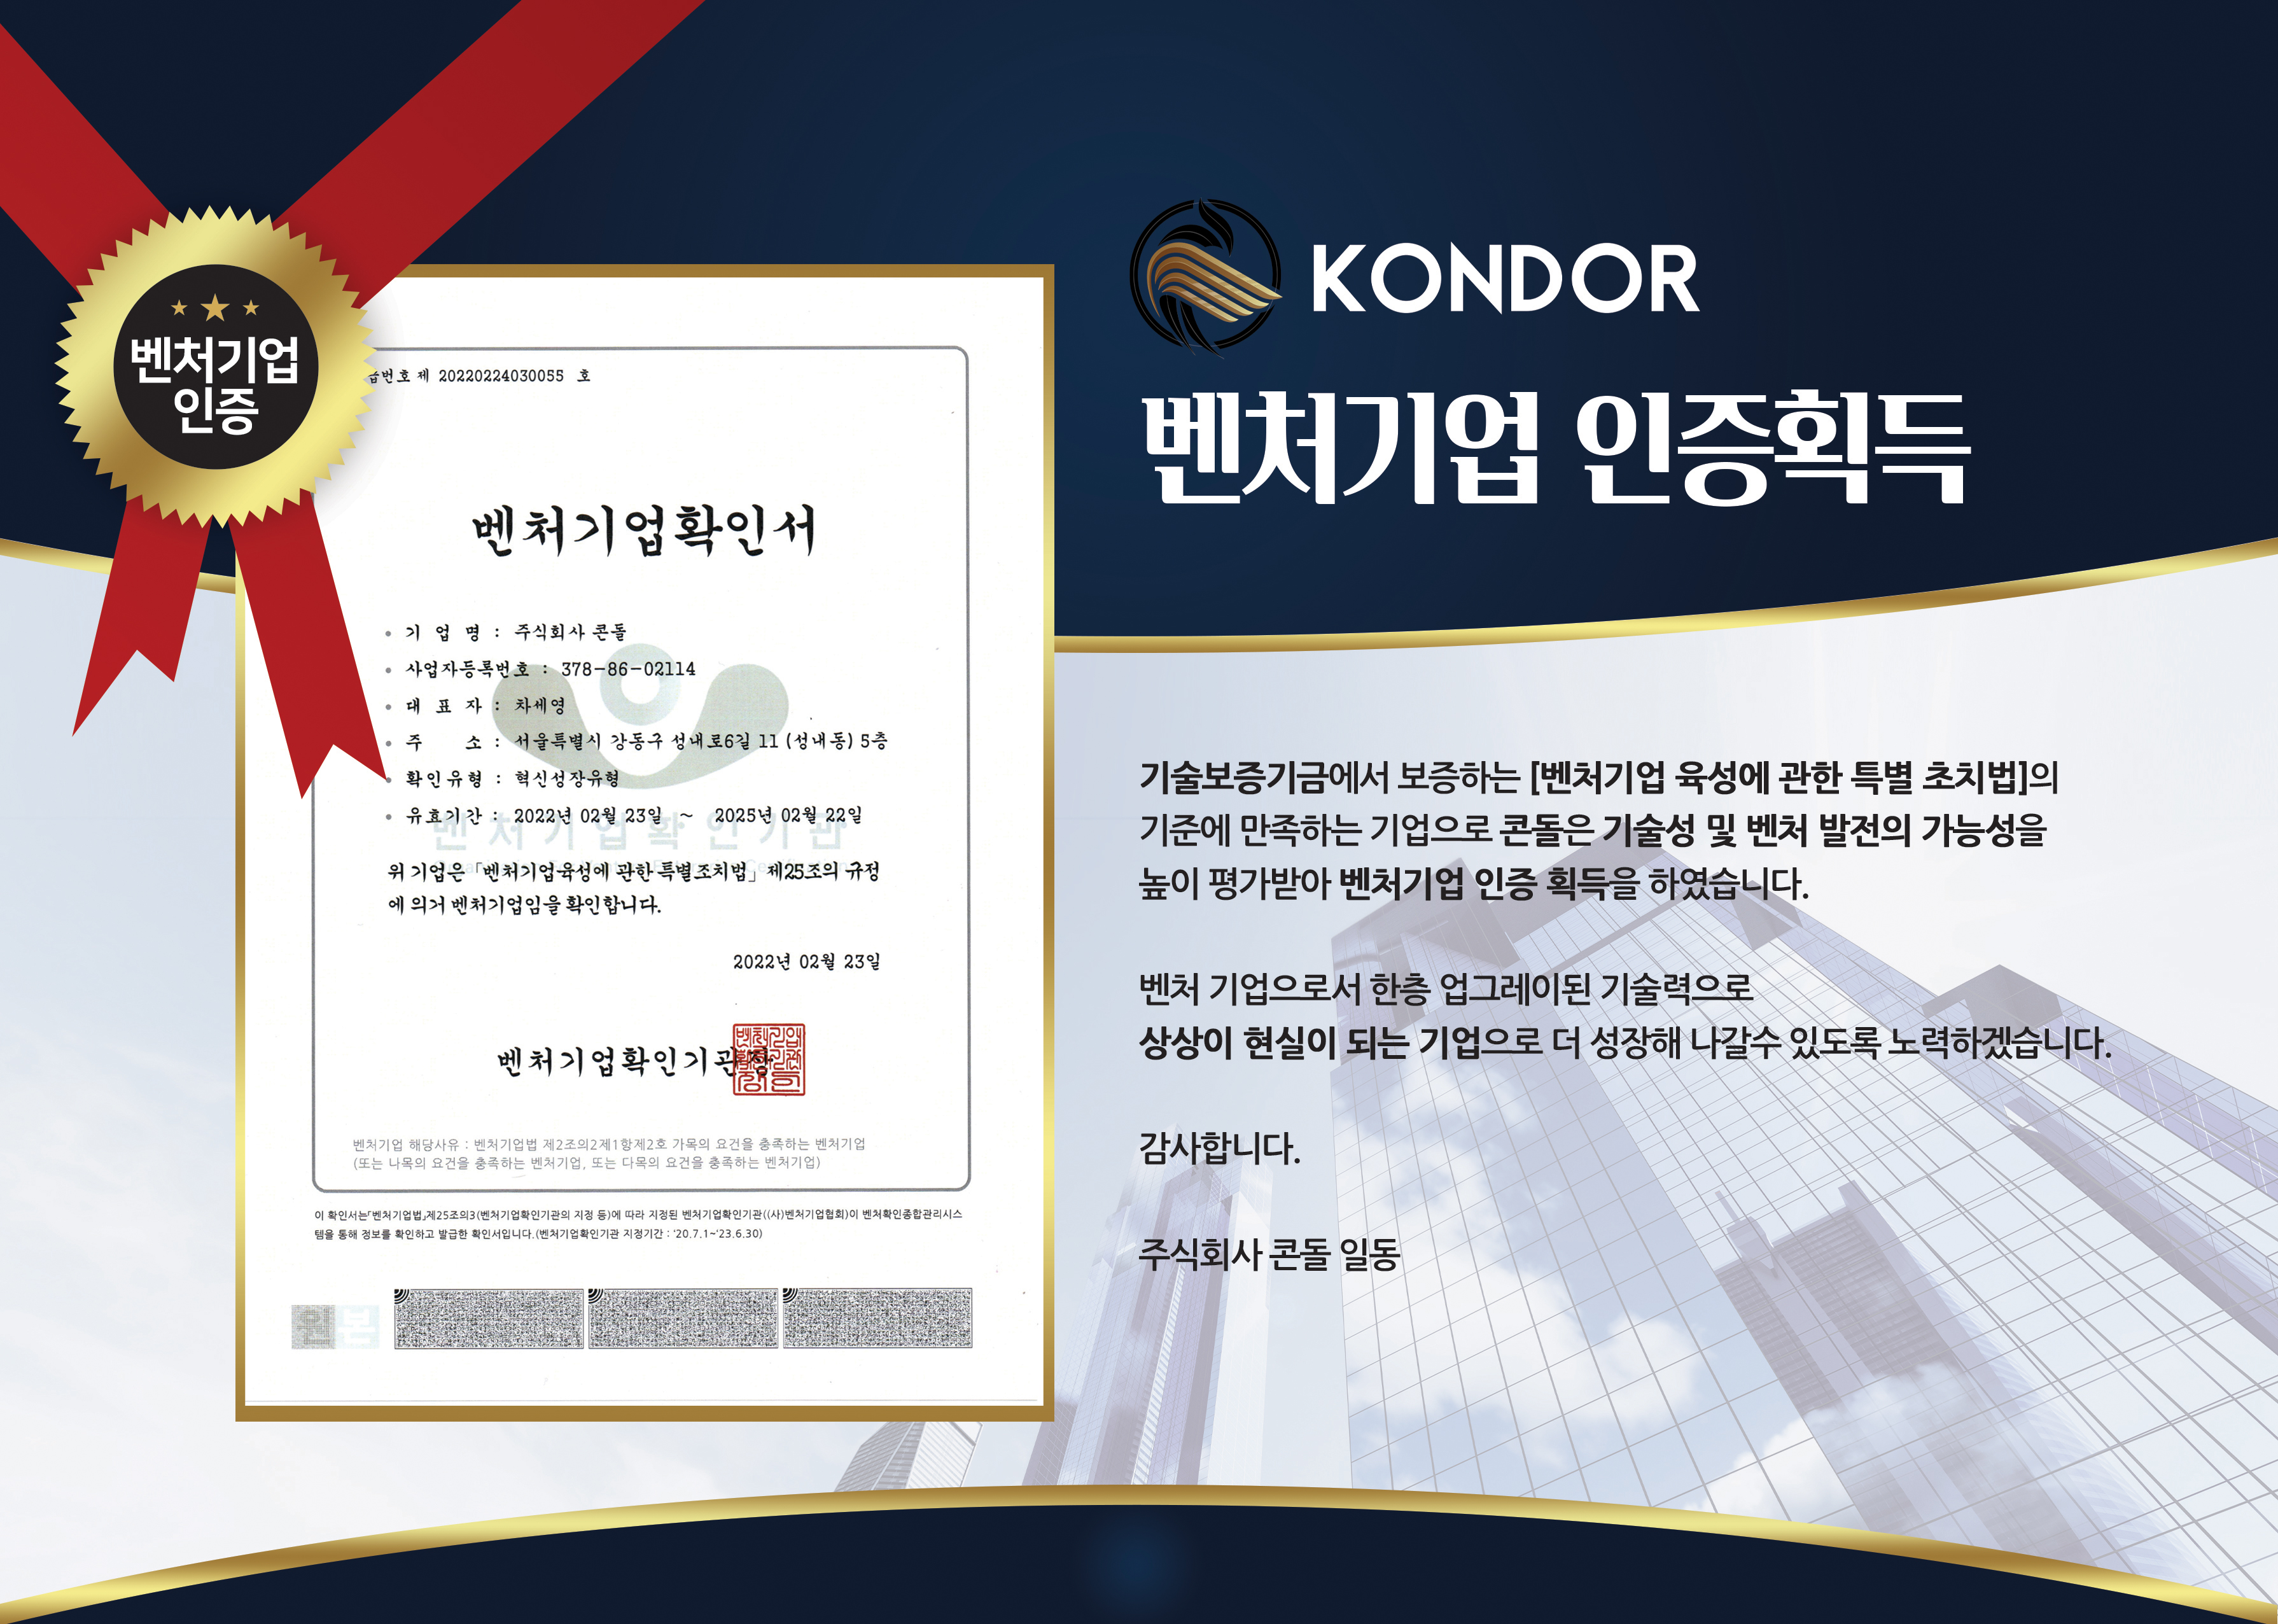 벤처기업
인증
번호 제 20220224030055 호
벤처기업확인서
기 업 명 : 주식회사 콘돌
사업자등록번호 : 378-86-02114
대 표 자 : 차세영
주 소 : 서울특별시 강동구 성내로6길 11 (성내동) 5층
확인유형 : 혁신성장유형
유효기간 : 2022년 02월 23일 ~ 2025년 02월 22일
벤처기업확인기관
위 기업은「벤처기업육성에 관한 특별조치법」제25조의 규정
에 의거 벤처기업임을 확인합니다.
2022년 02월 23일
벤처기업확인기관장
벤처기업 해당사유 : 벤처기업법 제2조의2제1항제2호 가목의 요건을 충족하는 벤처기업
(또는 나목의 요건을 충족하는 벤처기업, 또는 다목의 요건을 충족하는 벤처기업)
이 확인서는「벤처기업법」제25조의3(벤처기업확인기관의 지정 등)에 따라 지정된 벤처기업확인기관((사)벤처기업협회)이 벤처확인종합관리시스
템을 통해 정보를 확인하고 발급한 확인서입니다.(벤처기업확인기관 지정기간 : '20.7.1~'23.6.30)
원본
KONDOR
벤처기업 인증획득
기술보증기금에서 보증하는 [벤처기업 육성에 관한 특별 초치법]의
기준에 만족하는 기업으로 콘돌은 기술성 및 벤처 발전의 가능성을
높이 평가받아 벤처기업 인증 획득을 하였습니다.
벤처 기업으로서 한층 업그레이된 기술력으로
상상이 현실이 되는 기업으로 더 성장해 나갈수 있도록 노력하겠습니다.
감사합니다.
주식회사 콘돌 일동